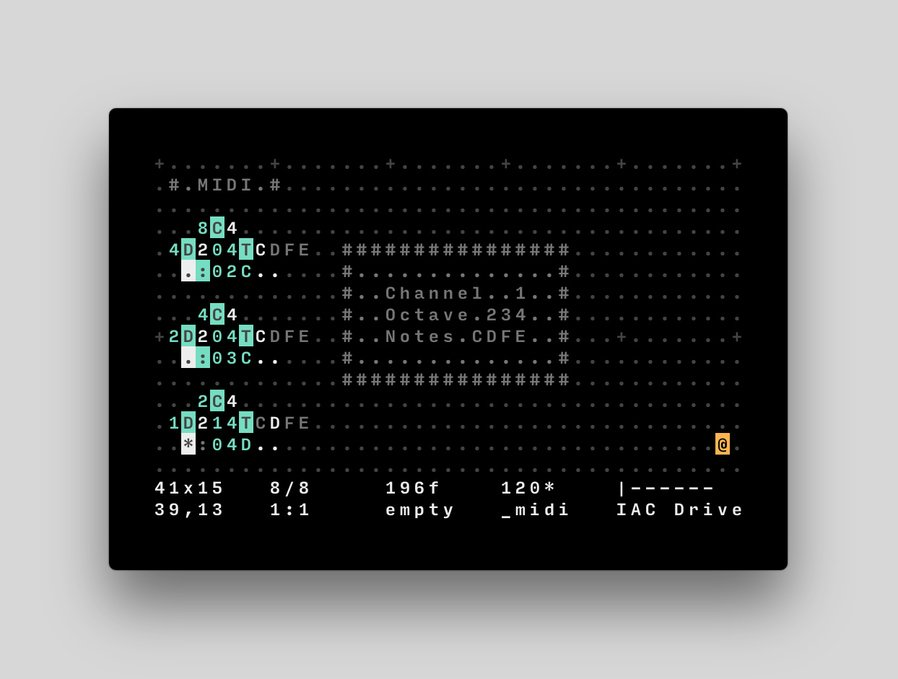 +.......+.......+.......+.......+.......+
.#.MIDI.#................................
.........................................
...8C4...................................
.4D204TCDFE..################............
...:02C......#..............#............
.............#..Channel..1..#............
...4C4.......#..Octave.234..#............
+2D204TCDFE..#..Notes.CDFE..#...+.......+
...:03C......#..............#............
.............################............
...2C4...................................
.1D214TCDFE..............................
..*:04D................................@.
.........................................
41x15   8/8     196f    120*    |------
39,13   1:1     empty   _midi   IAC Drive